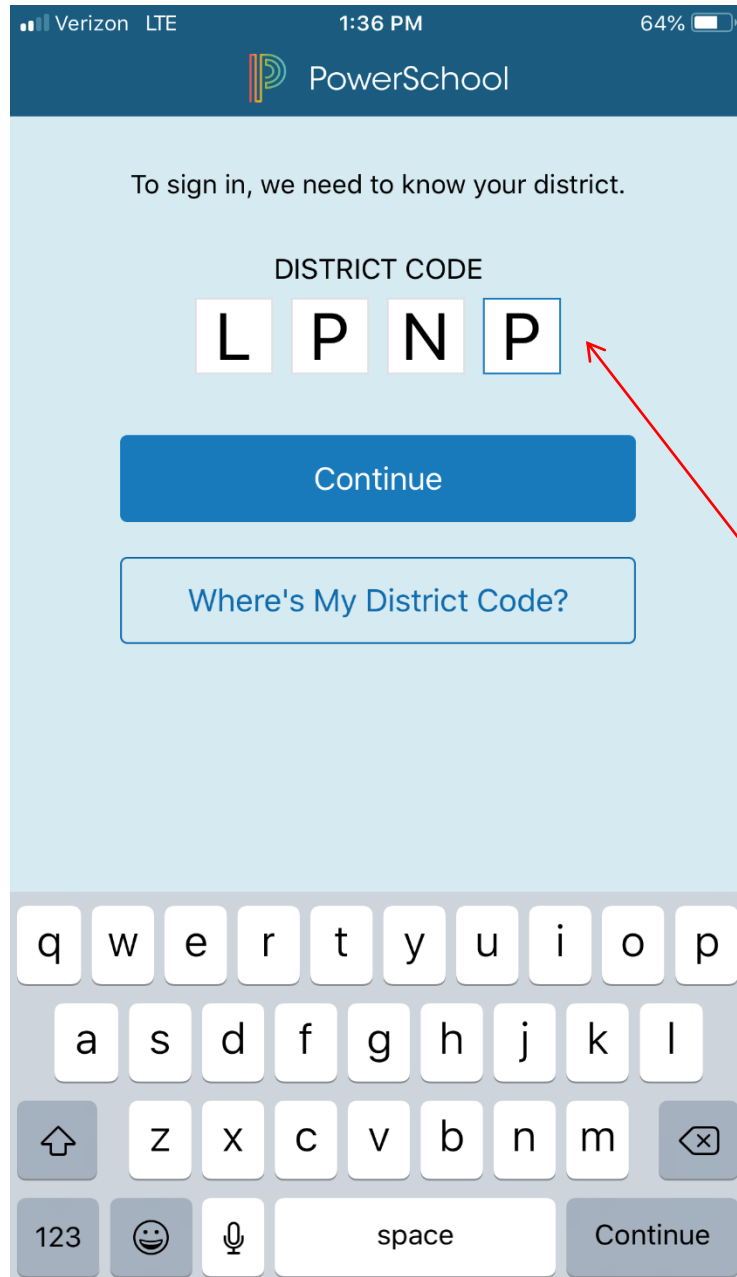 Verizon LTE 1:36 PM 64%
PowerSchool
To sign in, we need to know your district.
DISTRICT CODE
L P N P
Continue
Where's My District Code?
q w e r t y u i o p
a s d f g h j k l
z x c v b n m
123 space Continue